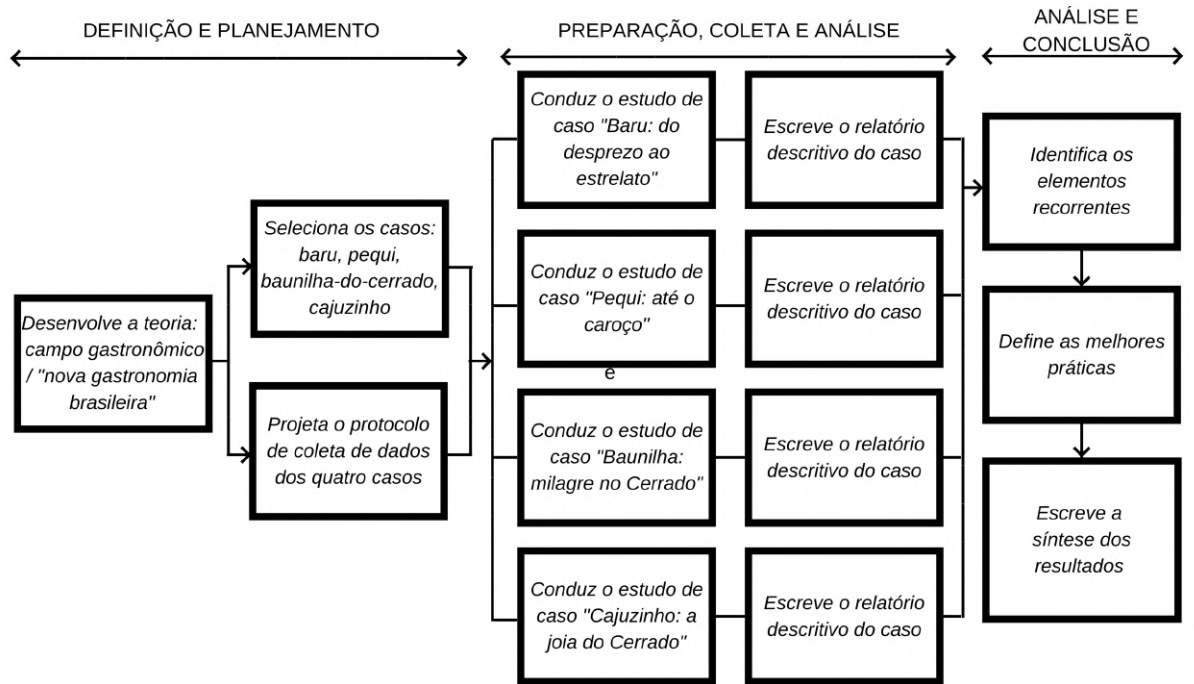 DEFINIÇÃO E PLANEJAMENTO
PREPARAÇÃO, COLETA E ANÁLISE
ANÁLISE E
CONCLUSÃO
Desenvolve a teoria:
campo gastronômico
/ "nova gastronomia
brasileira"
Seleciona os casos:
baru, pequi,
baunilha-do-cerrado,
cajuzinho
Projeta o protocolo
de coleta de dados
dos quatro casos
Conduz o estudo de
caso "Baru: do
desprezo ao
estrelato"
Escreve o relatório
descritivo do caso
Conduz o estudo de
caso "Pequi: até o
caroço"
e
Escreve o relatório
descritivo do caso
Conduz o estudo de
caso "Baunilha:
milagre no Cerrado"
Escreve o relatório
descritivo do caso
Conduz o estudo de
caso "Cajuzinho: a
joia do Cerrado"
Escreve o relatório
descritivo do caso
Identifica os
elementos
recorrentes
Define as melhores
práticas
Escreve a
síntese dos
resultados